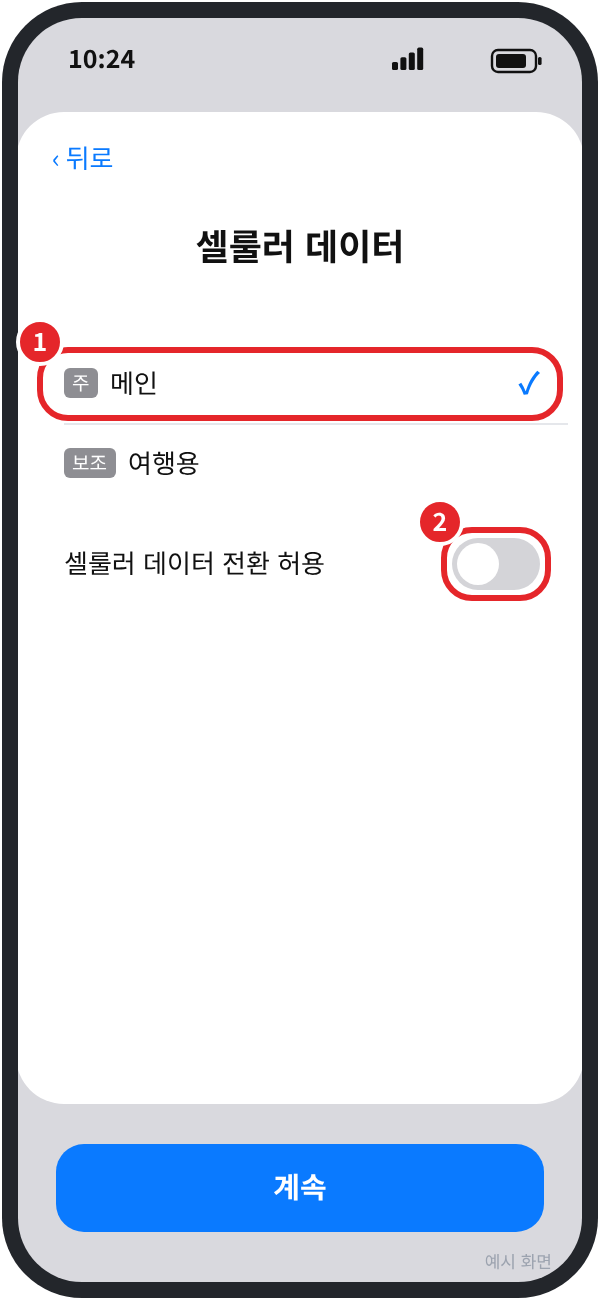 10:24
‹ 뒤로
셀룰러 데이터
1
주 메인 ✓
보조 여행용
2
셀룰러 데이터 전환 허용
계속
예시 화면